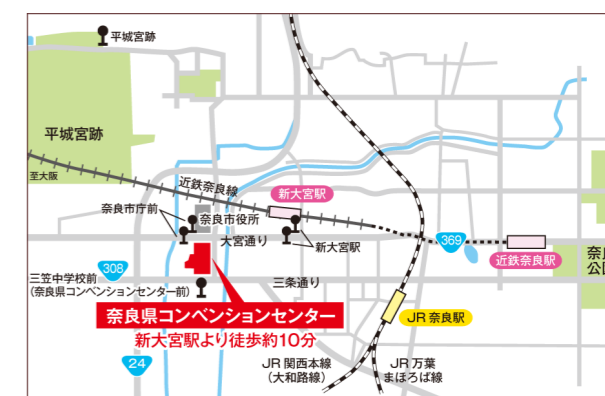 平城宮跡
平城宮跡
至大阪
近鉄奈良線
新大宮駅
奈良市庁前
奈良市役所
大宮通り
新大宮駅
369
近鉄奈良駅
奈良
公園
308
三笠中学校前
(奈良県コンベンションセンター前)
三条通り
奈良県コンベンションセンター
新大宮駅より徒歩約10分
JR 奈良駅
24
JR 関西本線
(大和路線)
JR 万葉
まほろば線